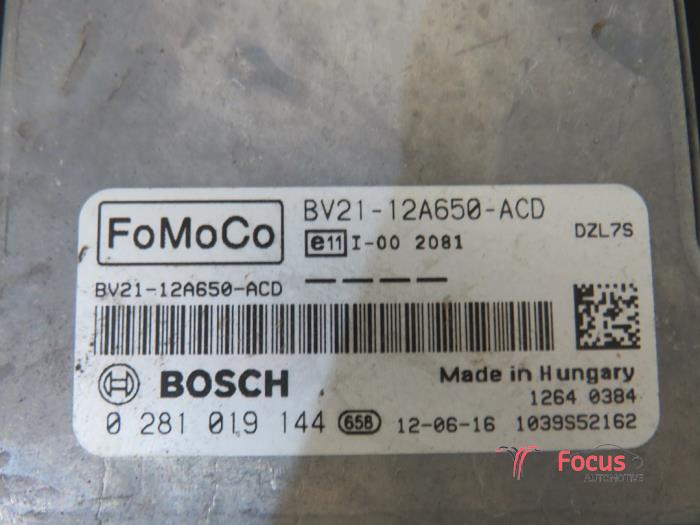 FoMoCo
BV21-12A650-ACD
DZL7S
e11 I-00 2081
BV21-12A650-ACD
BOSCH
Made in Hungary
1264 0384
0 281 019 144 658 12-06-16 1039S52162
Focus
AUTOMOTIVE